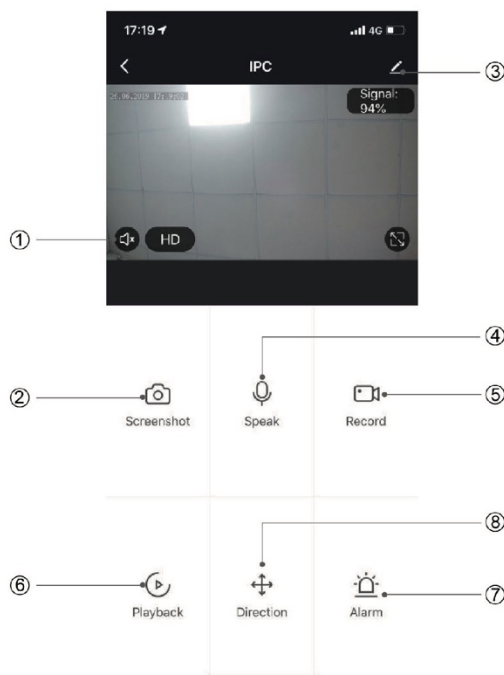 17:19 4G
IPC
③
Signal:
94%
① HD
④
② ⑤
Screenshot Speak Record
⑧
⑥ ⑦
Playback Direction Alarm